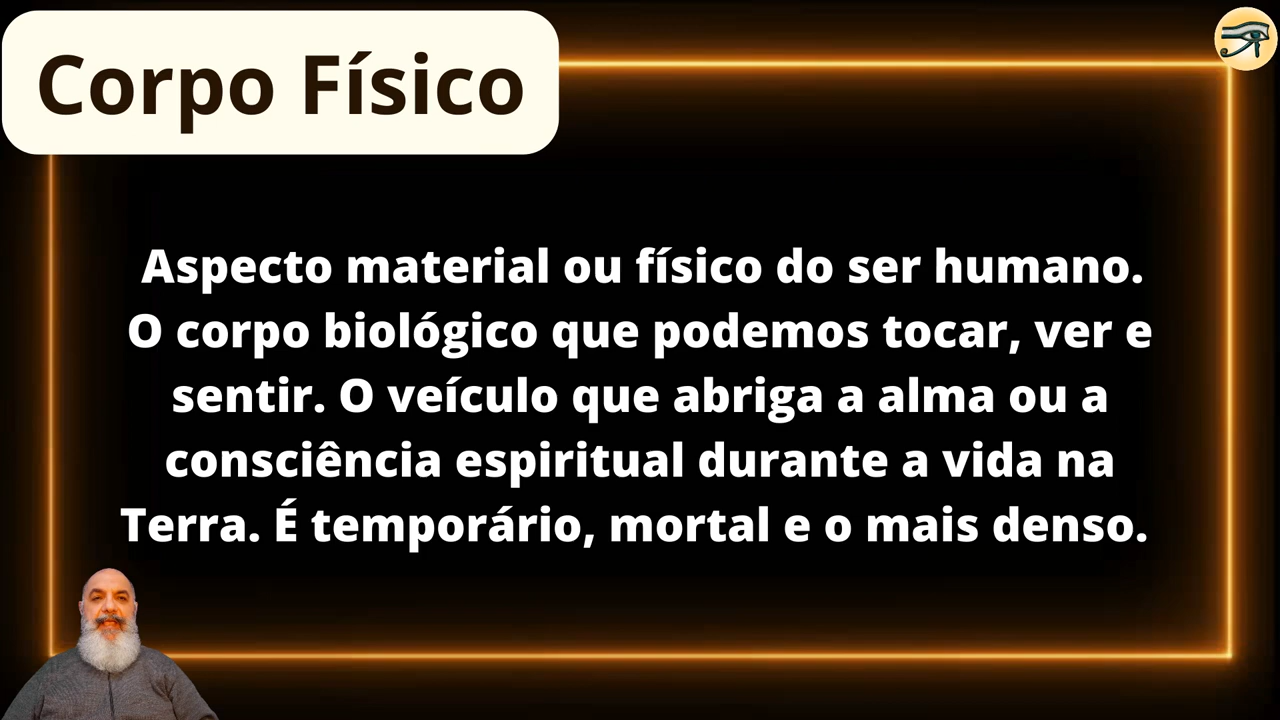 Corpo Físico
Aspecto material ou físico do ser humano.
O corpo biológico que podemos tocar, ver e
sentir. O veículo que abriga a alma ou a
consciência espiritual durante a vida na
Terra. É temporário, mortal e o mais denso.